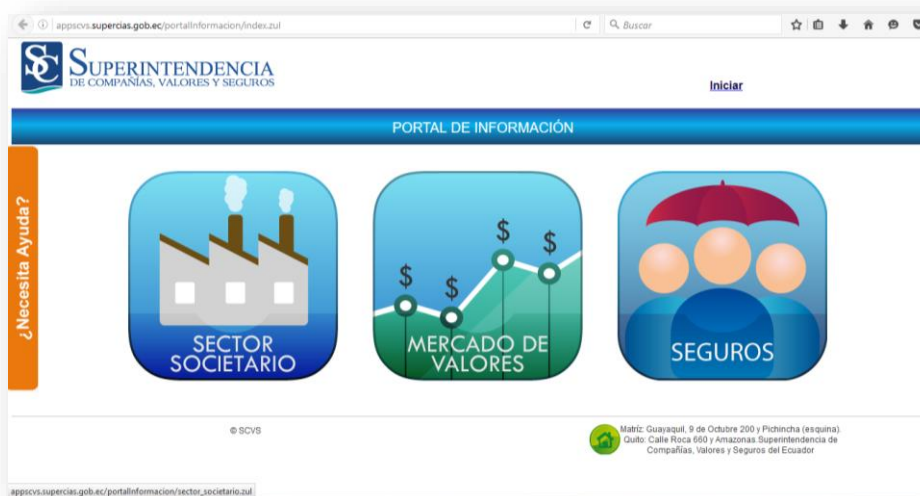 appscvs.supercias.gob.ec/portalInformacion/index.zul
Buscar
SC
SUPERINTENDENCIA
DE COMPAÑÍAS, VALORES Y SEGUROS
Iniciar
PORTAL DE INFORMACIÓN
¿Necesita Ayuda?
$ $ $ $
SECTOR
SOCIETARIO
MERCADO DE
VALORES
SEGUROS
© SCVS
Matríz: Guayaquil, 9 de Octubre 200 y Pichincha (esquina).
Quito: Calle Roca 660 y Amazonas.Superintendencia de
Compañías, Valores y Seguros del Ecuador
appscvs.supercias.gob.ec/portalInformacion/sector_societario.zul